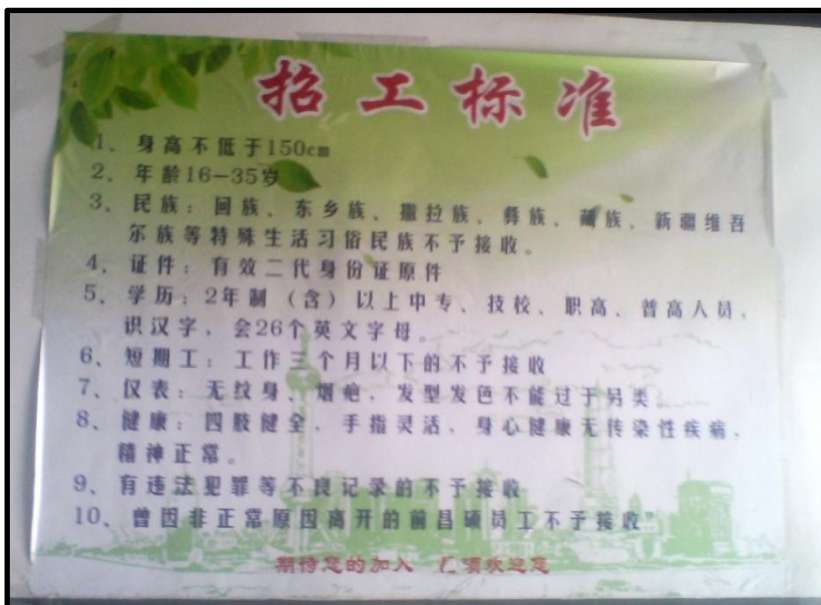 招工标准
1、身高不低于150cm
2、年龄16—35岁
3、民族：回族、东乡族、撒拉族、彝族、藏族、新疆维吾
尔族等特殊生活习俗民族不予接收。
4、证件：有效二代身份证原件
5、学历：2年制（含）以上中专、技校、职高、普高人员，
识汉字，会26个英文字母。
6、短期工：工作三个月以下的不予接收
7、仪表：无纹身、烟疤，发型发色不能过于另类。
8、健康：四肢健全，手指灵活，身心健康无传染性疾病，
精神正常。
9、有违法犯罪等不良记录的不予接收
10、曾因非正常原因离开的前昌硕员工不予接收"
期待您的加入 欢迎您